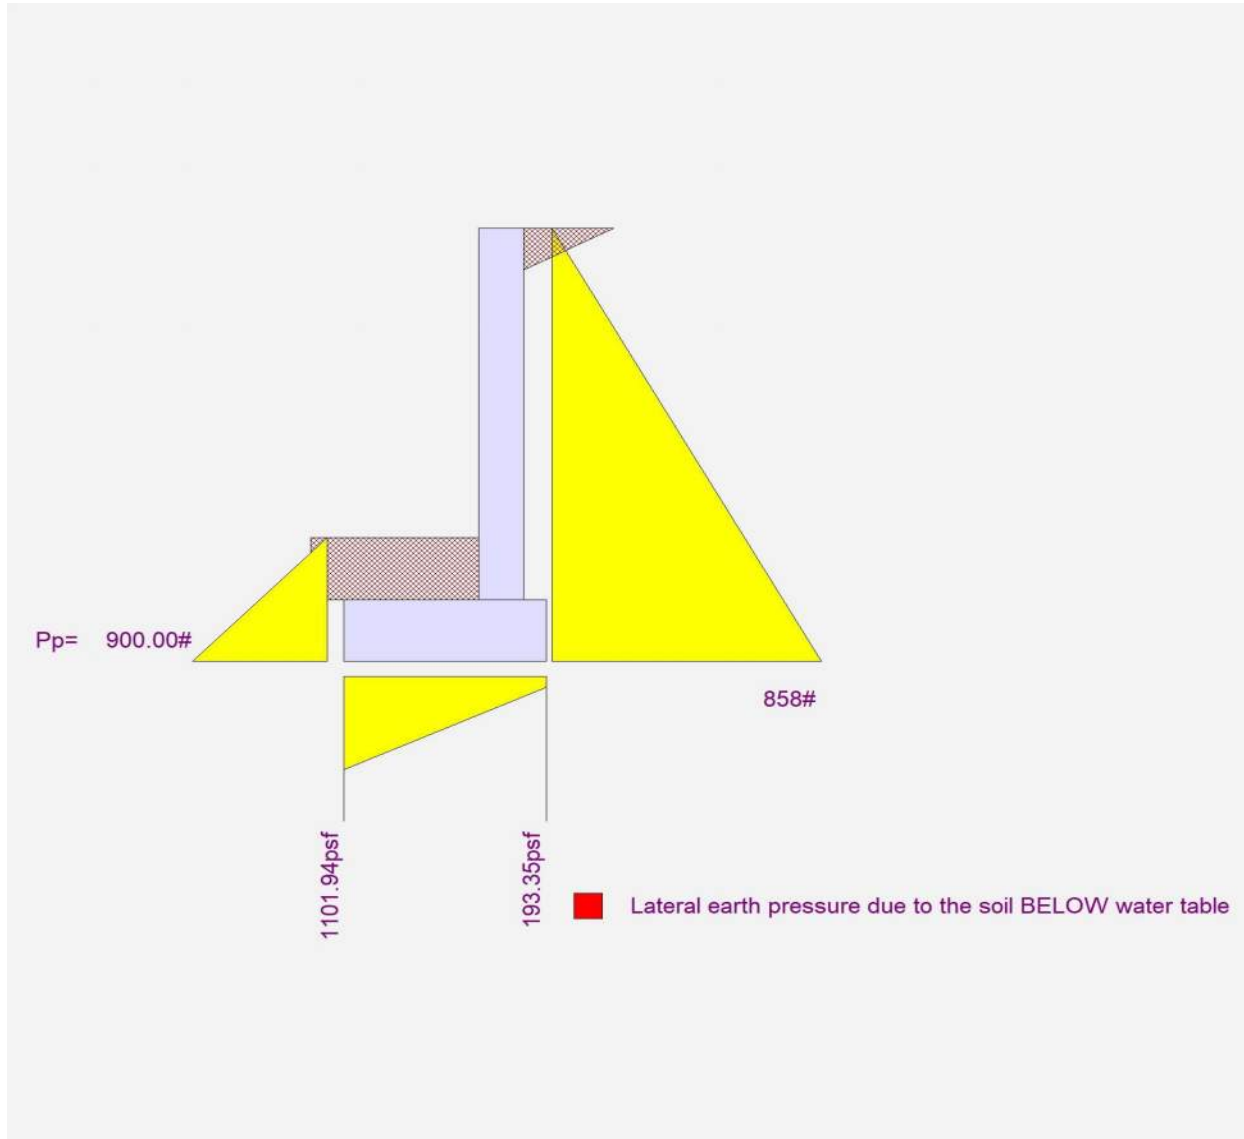 Pp= 900.00#
858#
1101.94psf
193.35psf
Lateral earth pressure due to the soil BELOW water table